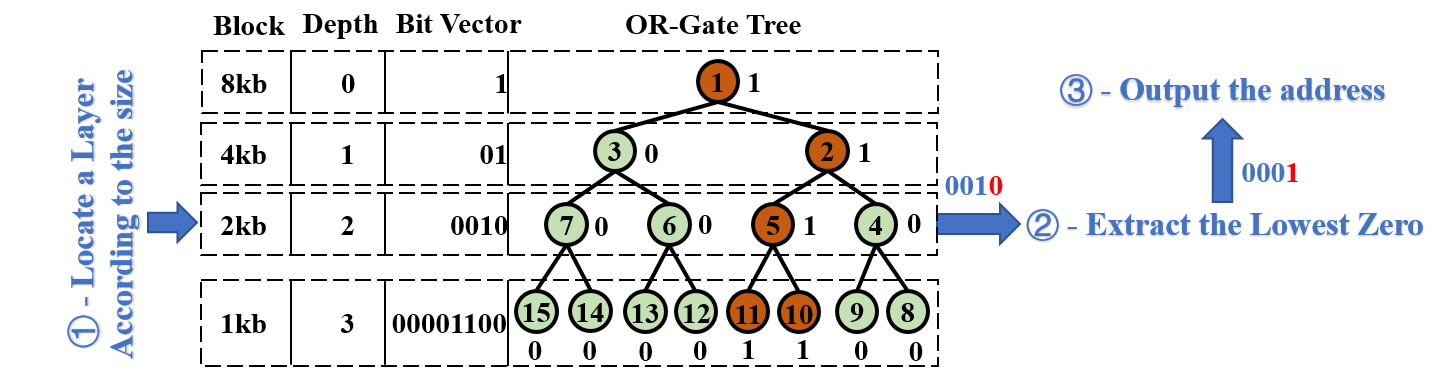 Block Depth Bit Vector OR-Gate Tree
① - Locate a Layer
According to the size
8kb 0 1 1 1
4kb 1 01 3 0 2 1
2kb 2 0010 7 0 6 0 5 1 4 0
1kb 3 00001100 15 14 13 12 11 10 9 8
0 0 0 0 1 1 0 0
0010
② - Extract the Lowest Zero
0001
③ - Output the address